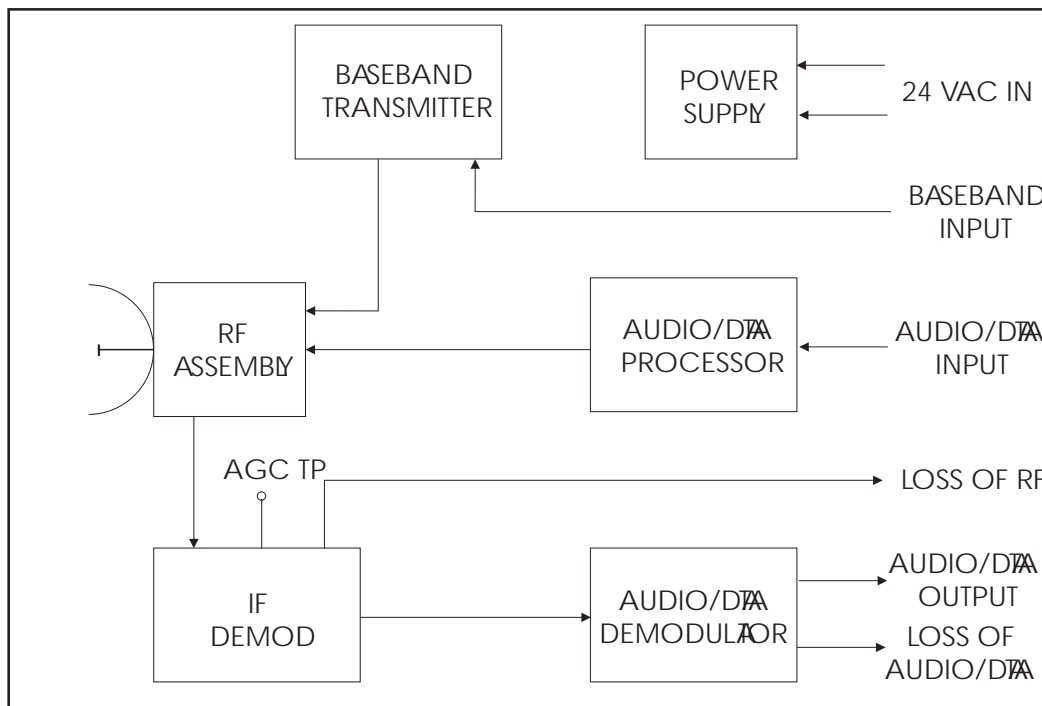 BASEBAND
TRANSMITTER
POWER
SUPPLY
24 VAC IN
BASEBAND
INPUT
RF
ASSEMBLY
AUDIO/DATA
PROCESSOR
AUDIO/DATA
INPUT
AGC TP
LOSS OF RF
IF
DEMOD
AUDIO/DATA
DEMODULATOR
AUDIO/DATA
OUTPUT
LOSS OF
AUDIO/DATA